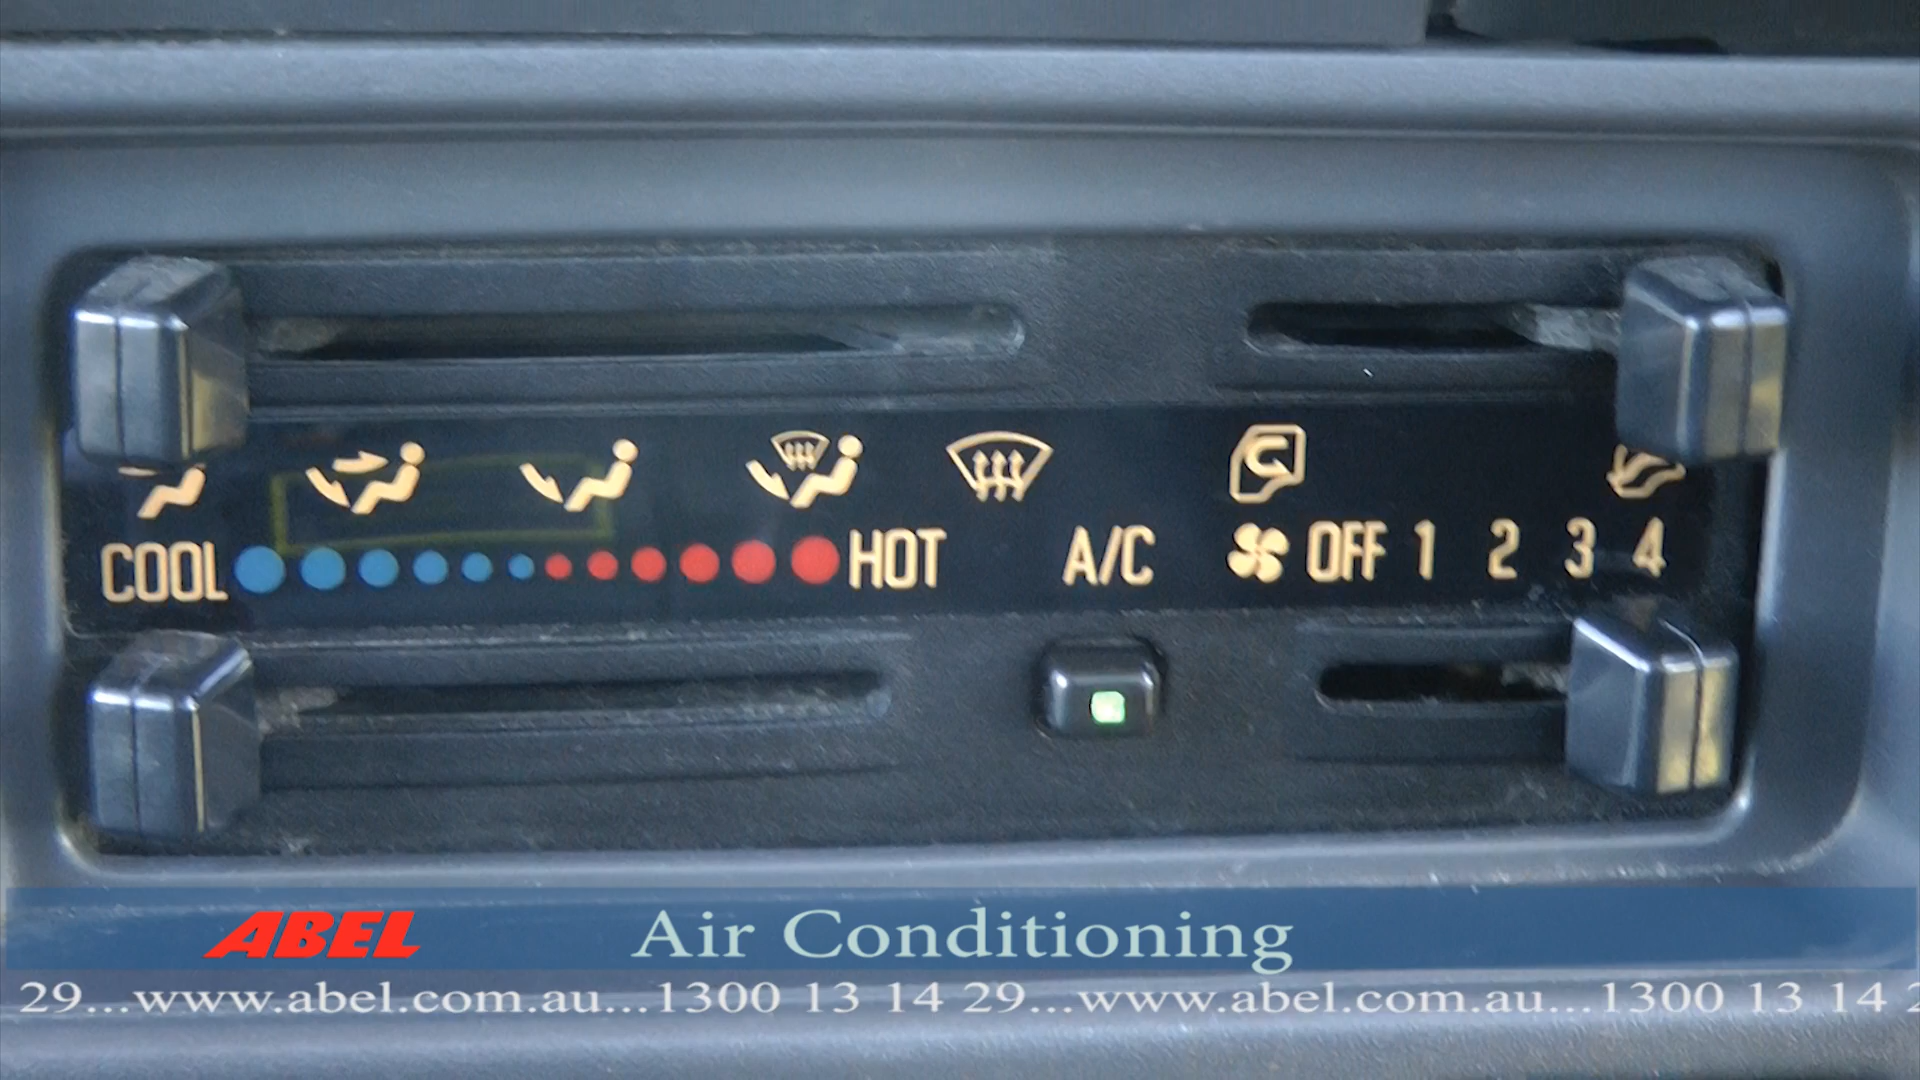 COOL HOT A/C OFF 1 2 3 4
ABEL Air Conditioning
29...www.abel.com.au...1300 13 14 29...www.abel.com.au...1300 13 14 2